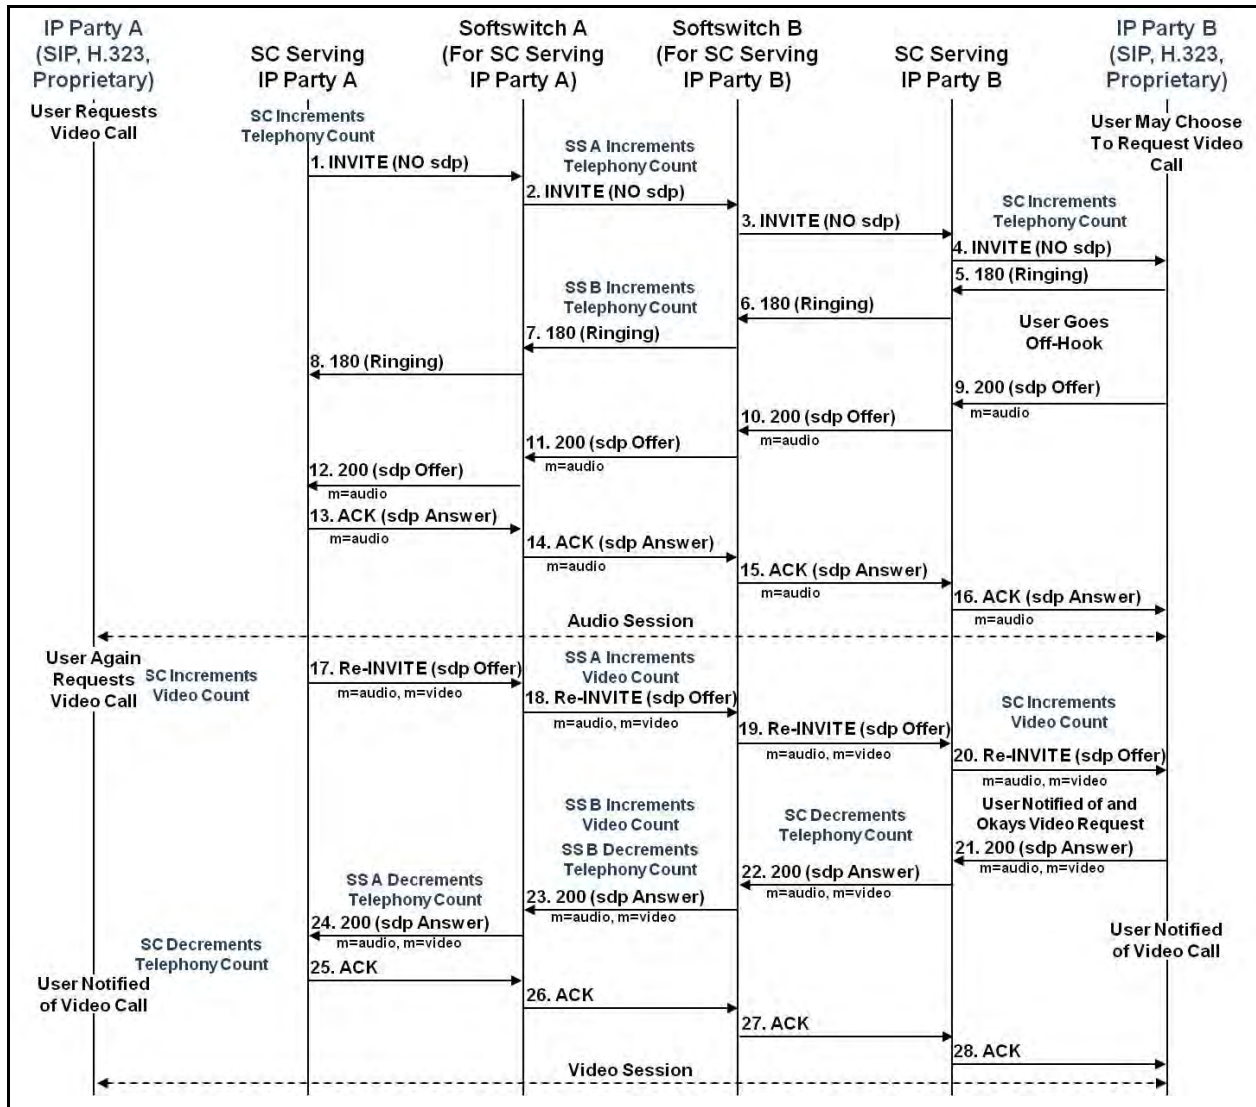 IP Party A
(SIP, H.323,
Proprietary)
SC Serving
IP Party A
Softswitch A
(For SC Serving
IP Party A)
Softswitch B
(For SC Serving
IP Party B)
SC Serving
IP Party B
IP Party B
(SIP, H.323,
Proprietary)
User Requests
Video Call
SC Increments
Telephony Count
User May Choose
To Request Video
Call
SS A Increments
Telephony Count
1. INVITE (NO sdp)
2. INVITE (NO sdp)
SC Increments
Telephony Count
3. INVITE (NO sdp)
4. INVITE (NO sdp)
5. 180 (Ringing)
SS B Increments
Telephony Count
6. 180 (Ringing)
7. 180 (Ringing)
User Goes
Off-Hook
8. 180 (Ringing)
9. 200 (sdp Offer)
m=audio
10. 200 (sdp Offer)
m=audio
11. 200 (sdp Offer)
m=audio
12. 200 (sdp Offer)
m=audio
13. ACK (sdp Answer)
m=audio
14. ACK (sdp Answer)
m=audio
15. ACK (sdp Answer)
m=audio
16. ACK (sdp Answer)
m=audio
Audio Session
User Again
Requests
Video Call
SC Increments
Video Count
17. Re-INVITE (sdp Offer)
m=audio, m=video
SS A Increments
Video Count
18. Re-INVITE (sdp Offer)
m=audio, m=video
SC Increments
Video Count
19. Re-INVITE (sdp Offer)
m=audio, m=video
20. Re-INVITE (sdp Offer)
m=audio, m=video
SS B Increments
Video Count
SC Decrements
Telephony Count
User Notified of and
Okays Video Request
21. 200 (sdp Answer)
m=audio, m=video
SS B Decrements
Telephony Count
22. 200 (sdp Answer)
m=audio, m=video
SS A Decrements
Telephony Count
23. 200 (sdp Answer)
m=audio, m=video
24. 200 (sdp Answer)
m=audio, m=video
User Notified
of Video Call
SC Decrements
Telephony Count
25. ACK
User Notified
of Video Call
26. ACK
27. ACK
28. ACK
Video Session